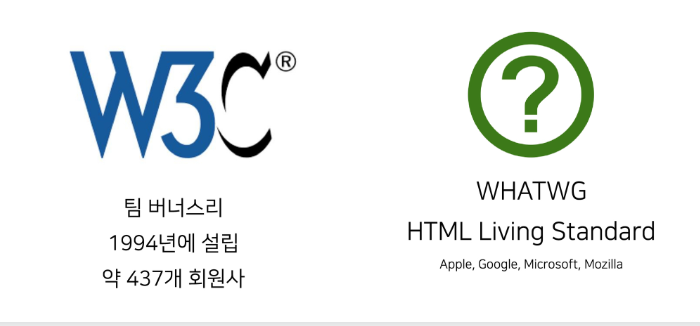 W3C®
팀 버너스리
1994년에 설립
약 437개 회원사
?
WHATWG
HTML Living Standard
Apple, Google, Microsoft, Mozilla